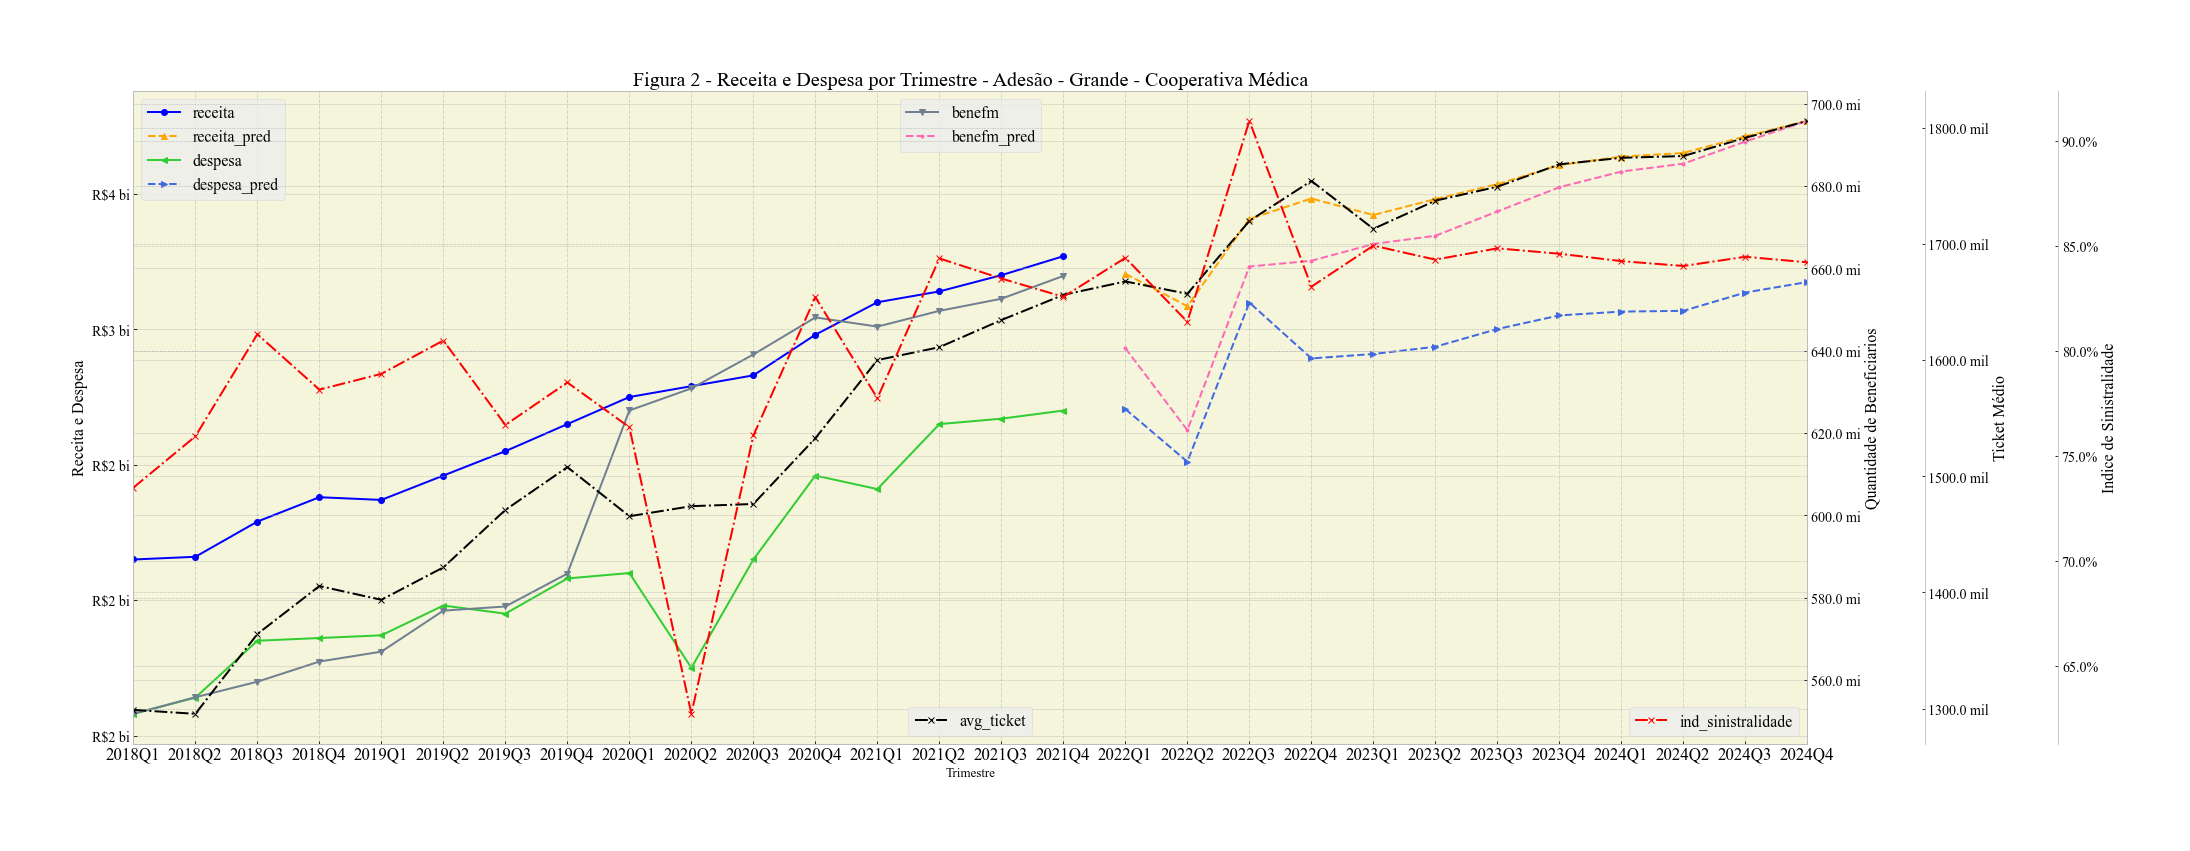 Figura 2 - Receita e Despesa por Trimestre - Adesão - Grande - Cooperativa Médica
receita
receita_pred
despesa
despesa_pred
benefm
benefm_pred
avg_ticket
ind_sinistralidade
Receita e Despesa
R$4 bi
R$3 bi
R$2 bi
R$2 bi
R$2 bi
2018Q1 2018Q2 2018Q3 2018Q4 2019Q1 2019Q2 2019Q3 2019Q4 2020Q1 2020Q2 2020Q3 2020Q4 2021Q1 2021Q2 2021Q3 2021Q4 2022Q1 2022Q2 2022Q3 2022Q4 2023Q1 2023Q2 2023Q3 2023Q4 2024Q1 2024Q2 2024Q3 2024Q4
Trimestre
700.0 mi
680.0 mi
660.0 mi
640.0 mi
620.0 mi
600.0 mi
580.0 mi
560.0 mi
Quantidade de Beneficiarios
1800.0 mil
1700.0 mil
1600.0 mil
1500.0 mil
1400.0 mil
1300.0 mil
Ticket Médio
90.0%
85.0%
80.0%
75.0%
70.0%
65.0%
Indice de Sinistralidade